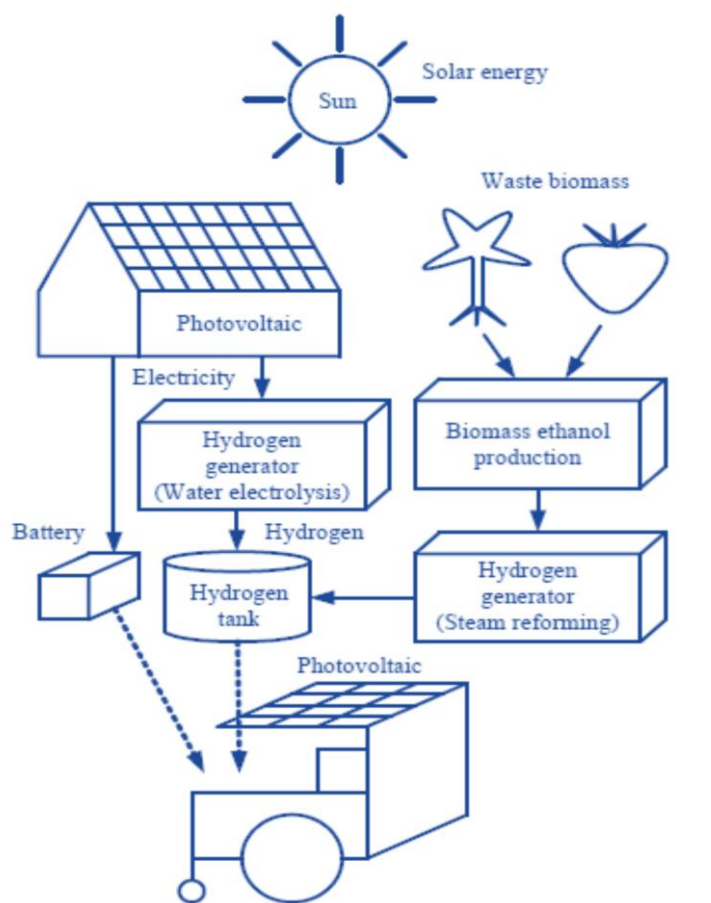 Solar energy
Sun
Waste biomass
Photovoltaic
Electricity
Hydrogen
generator
(Water electrolysis)
Biomass ethanol
production
Battery
Hydrogen
Hydrogen
tank
Hydrogen
generator
(Steam reforming)
Photovoltaic